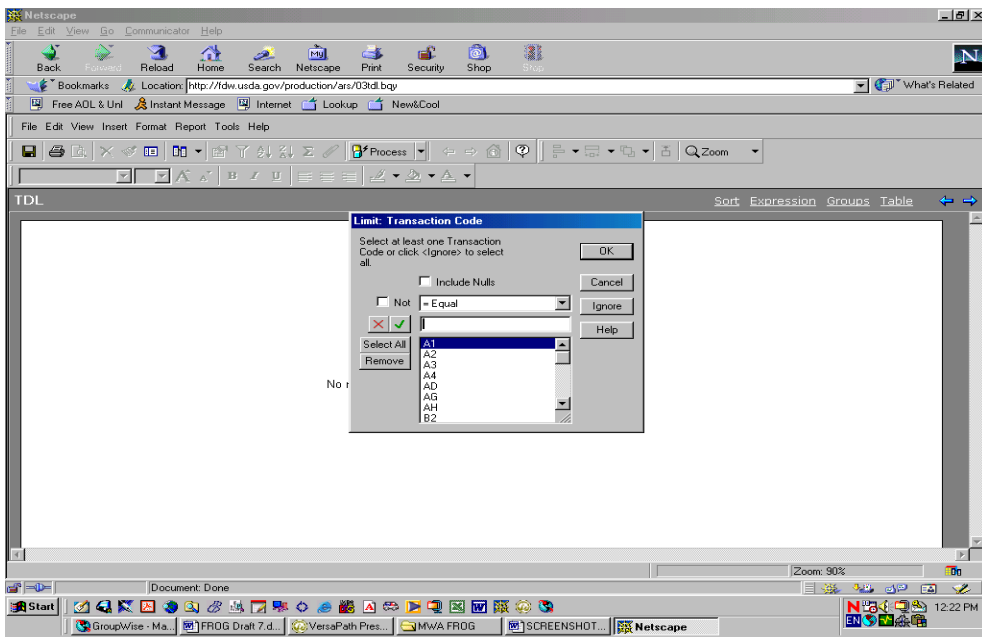 Netscape
File Edit View Go Communicator Help
Back Forward Reload Home Search Netscape Print Security Shop Stop
My
N
Bookmarks Location: http://fdw.usda.gov/production/ars/03tdl.bqy What's Related
Free AOL & Unl Instant Message Internet Lookup New&Cool
File Edit View Insert Format Report Tools Help
Process Zoom
B I U
TDL Sort Expression Groups Table
Limit: Transaction Code
Select at least one Transaction
Code or click <Ignore> to select
all.
OK
Include Nulls
Cancel
Not = Equal
Ignore
Help
Select All
Remove
A1
A2
A3
A4
AD
AG
AH
B2
No r
Zoom: 90%
Document: Done
Start
12:22 PM
EN
GroupWise - Ma... FROG Draft 7.d... VersaPath Pres... MWA FROG SCREENSHOT... Netscape